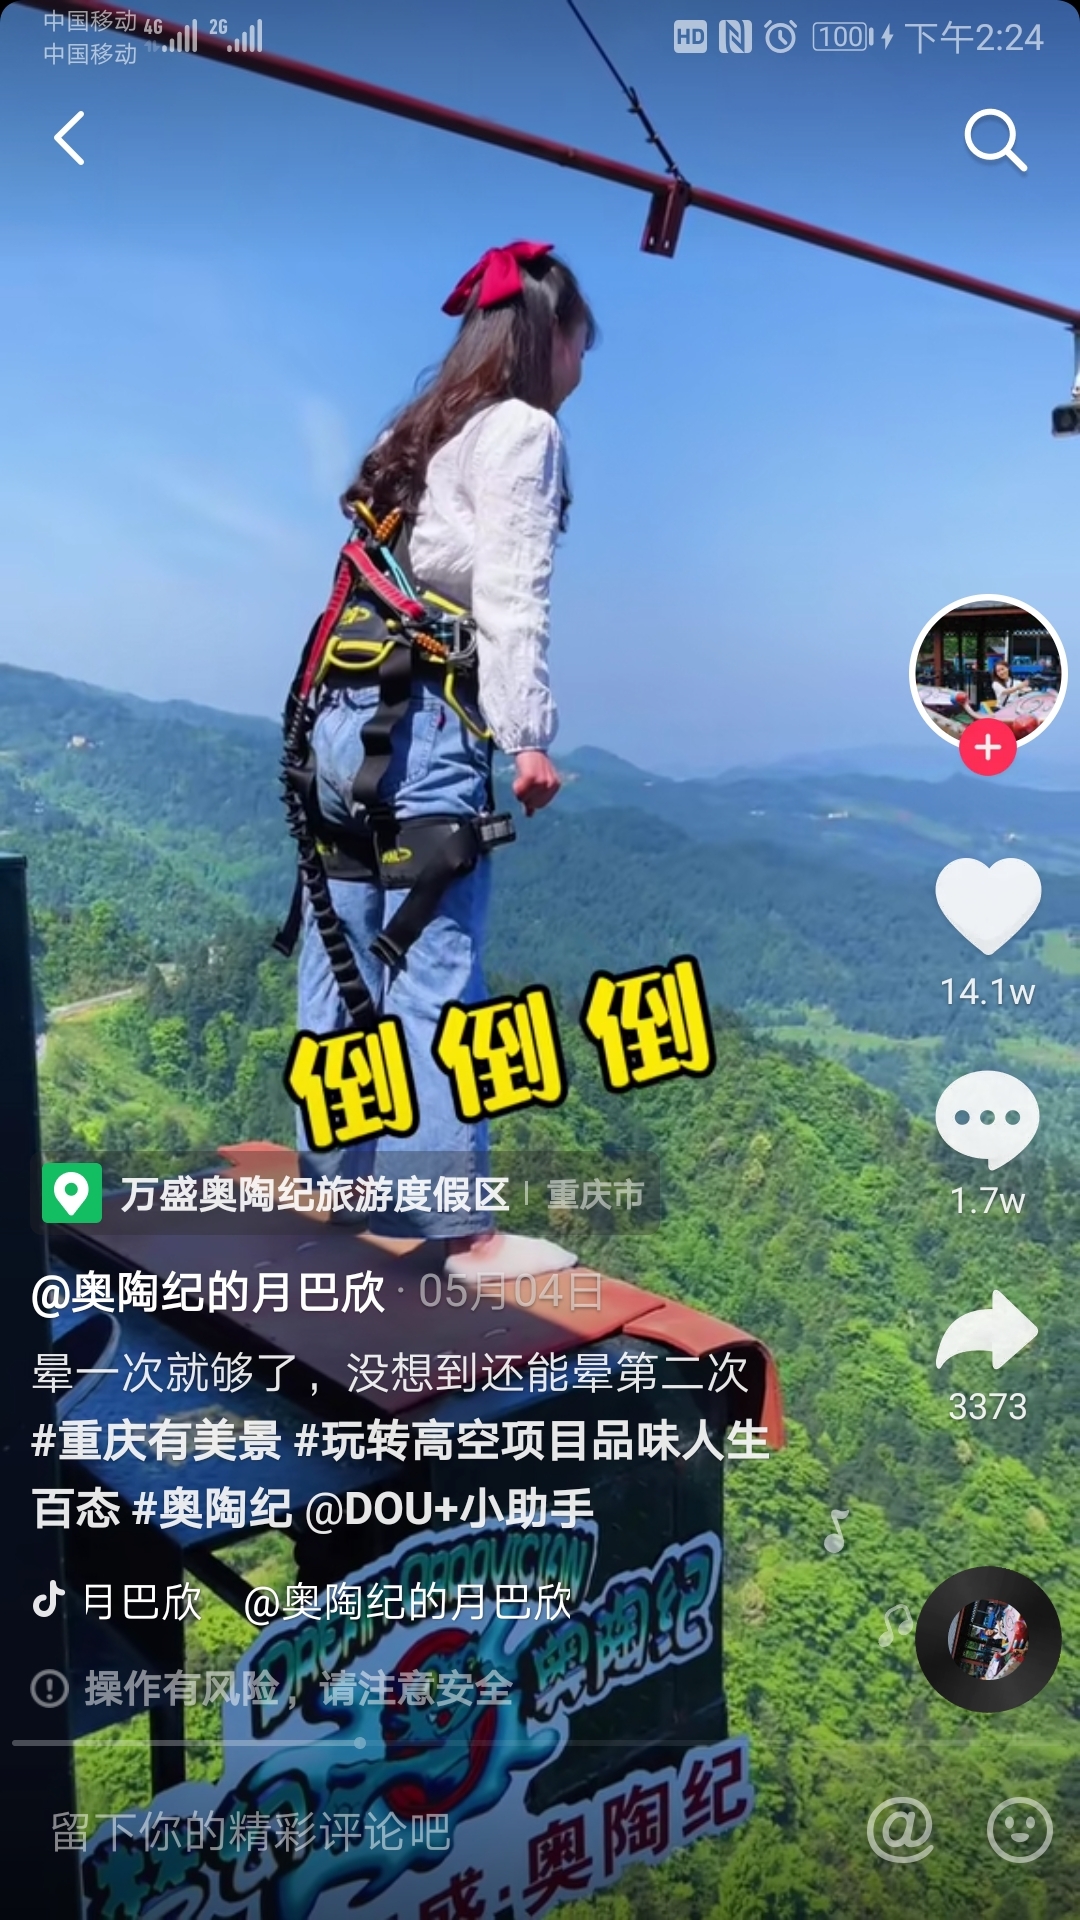 中国移动 4G 2G HD 100 下午2:24
中国移动
倒倒倒
万盛奥陶纪旅游度假区 | 重庆市
@奥陶纪的月巴欣 · 05月04日
晕一次就够了，没想到还能晕第二次
#重庆有美景 #玩转高空项目品味人生
百态 #奥陶纪 @DOU+小助手
月巴欣 @奥陶纪的月巴欣
操作有风险，请注意安全
14.1w
1.7w
3373
ORDOVICIAN
奥陶纪
盛·奥陶纪
留下你的精彩评论吧